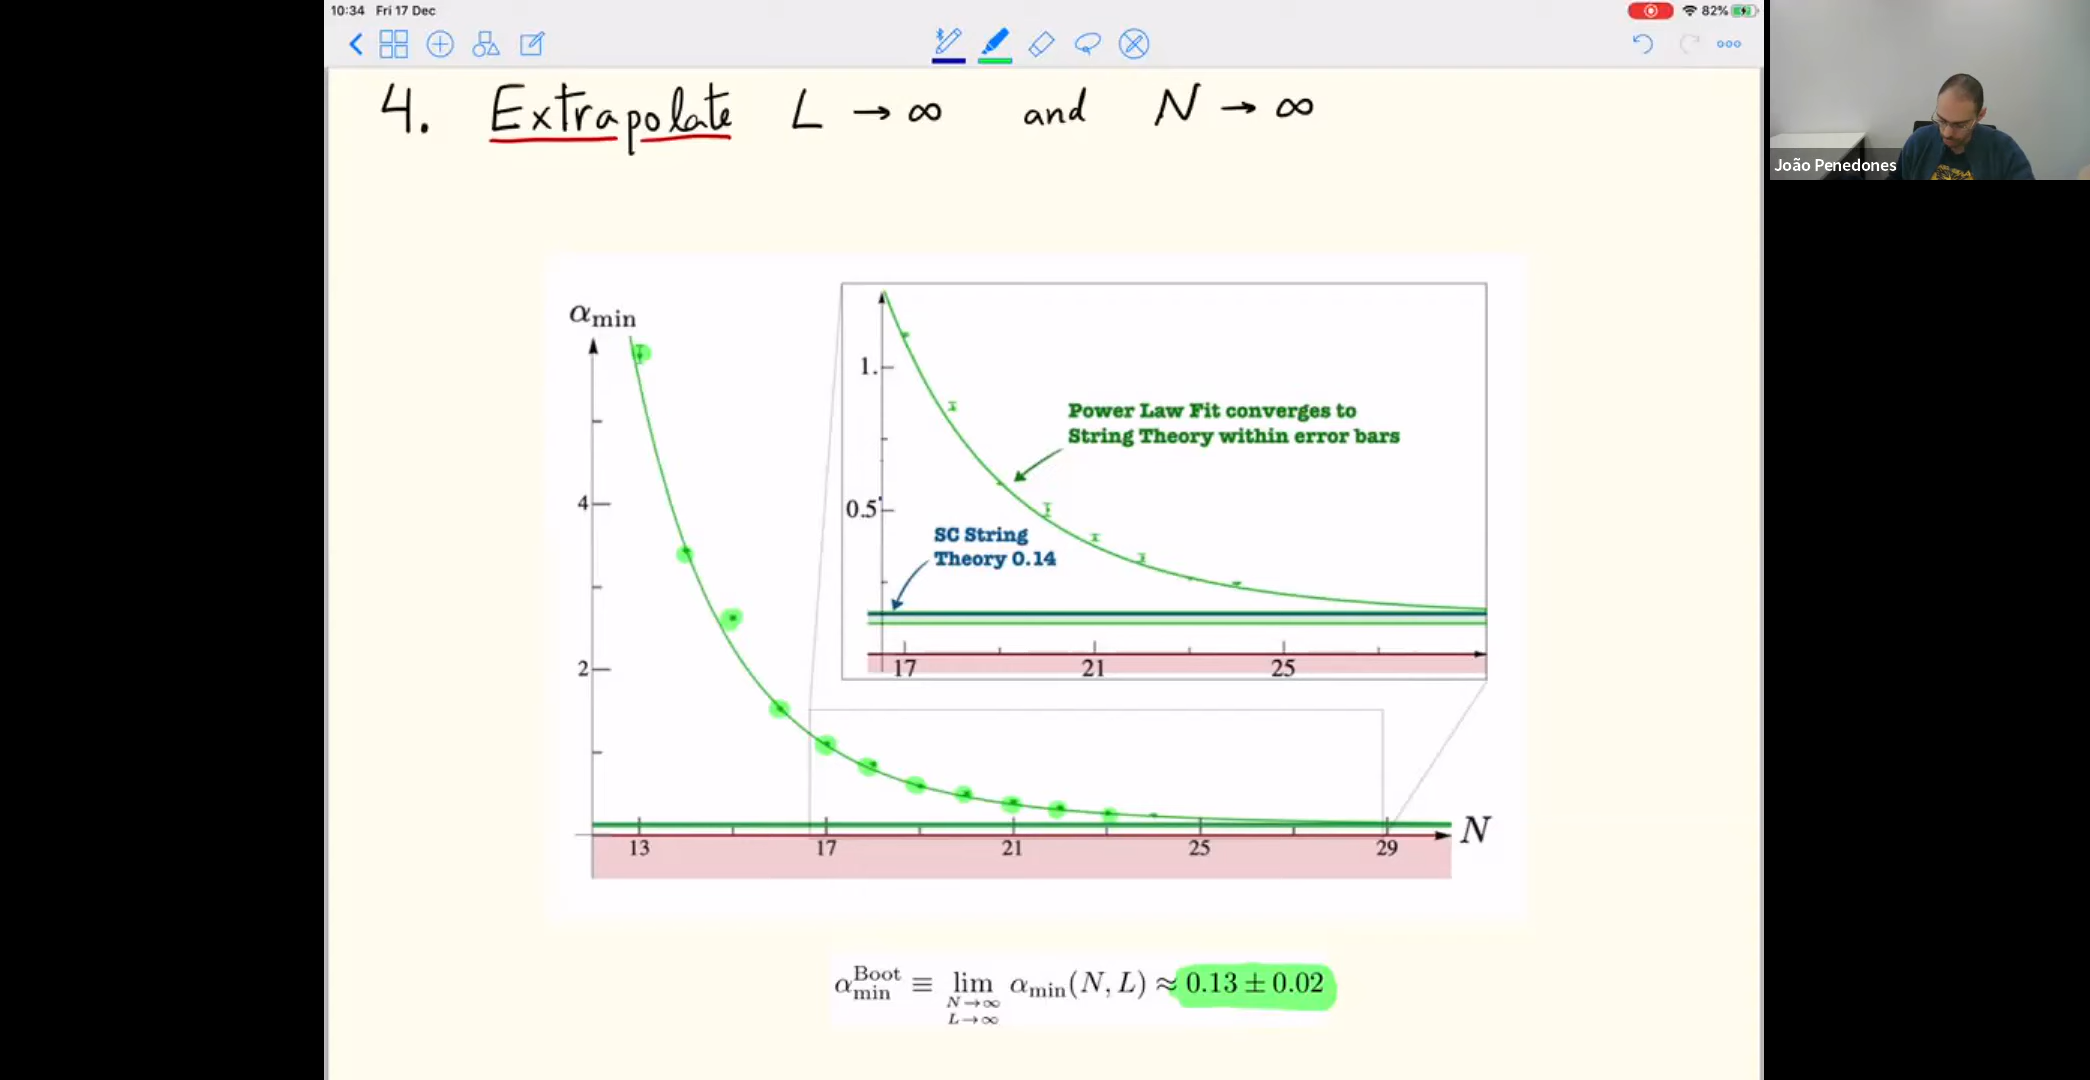 10:34 Fri 17 Dec
82%
4. Extrapolate L → ∞ and N → ∞
João Penedones
α_min
4
2
1.
0.5
Power Law Fit converges to
String Theory within error bars
SC String
Theory 0.14
17 21 25
13 17 21 25 29
N
α_min^Boot ≡ lim_{N→∞ L→∞} α_min(N, L) ≈ 0.13 ± 0.02